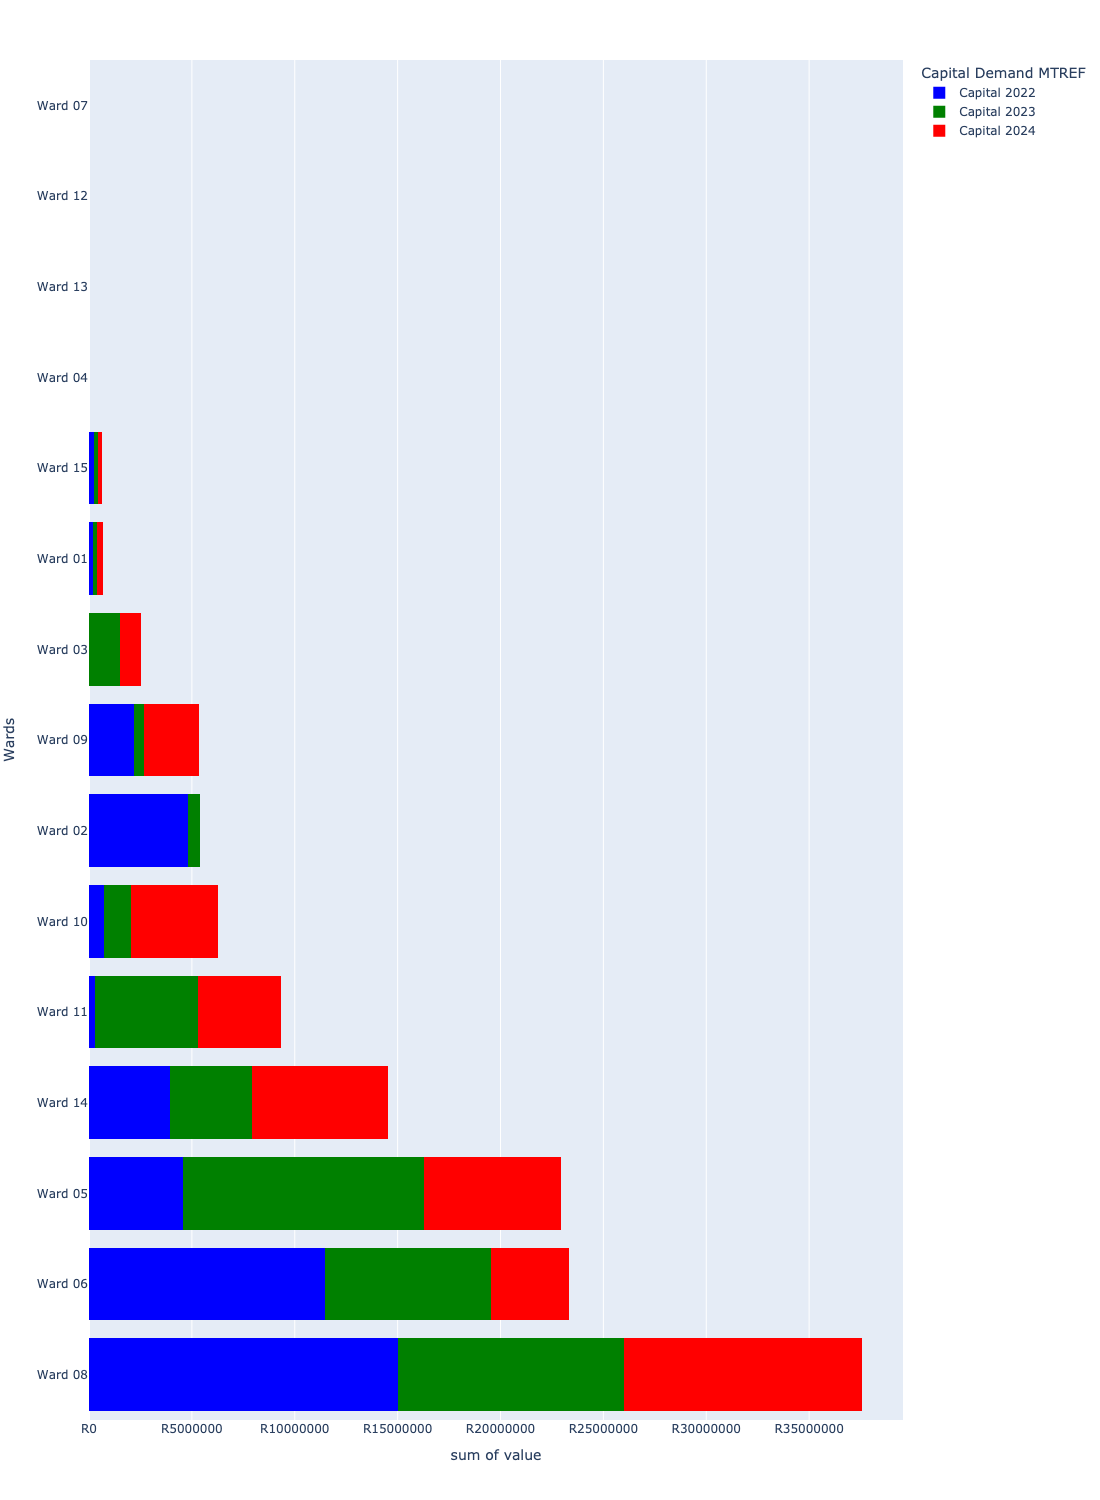 Capital Demand MTREF
Capital 2022
Capital 2023
Capital 2024
Ward 07
Ward 12
Ward 13
Ward 04
Ward 15
Ward 01
Ward 03
Ward 09
Ward 02
Ward 10
Ward 11
Ward 14
Ward 05
Ward 06
Ward 08
Wards
R0 R5000000 R10000000 R15000000 R20000000 R25000000 R30000000 R35000000
sum of value